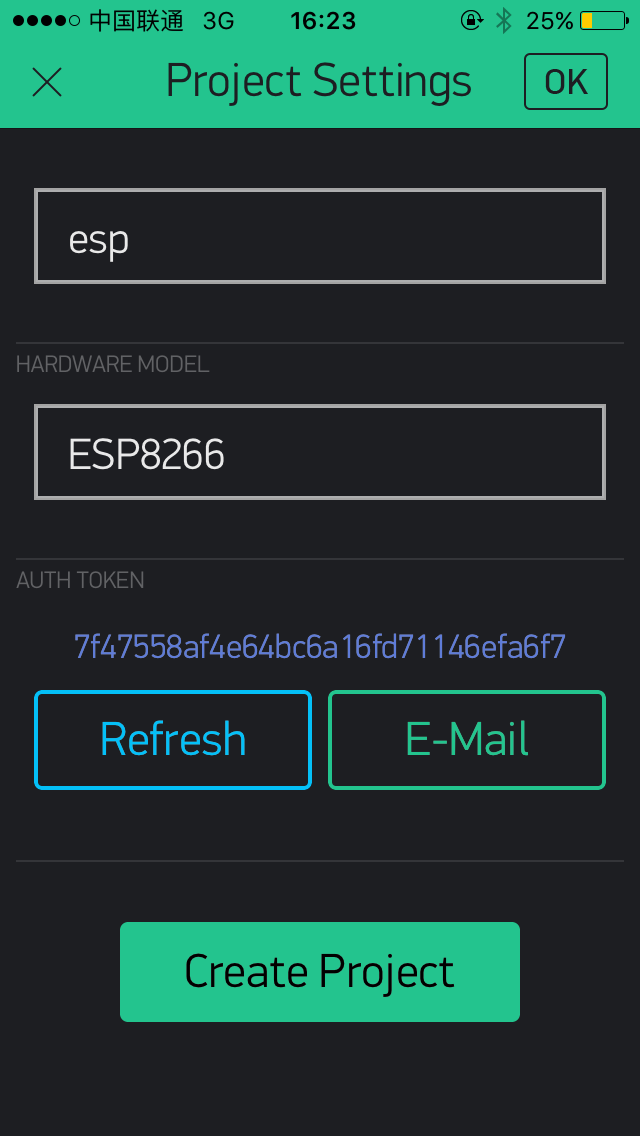 中国联通 3G 16:23 25%
Project Settings OK
esp
HARDWARE MODEL
ESP8266
AUTH TOKEN
7f47558af4e64bc6a16fd71146efa6f7
Refresh E-Mail
Create Project